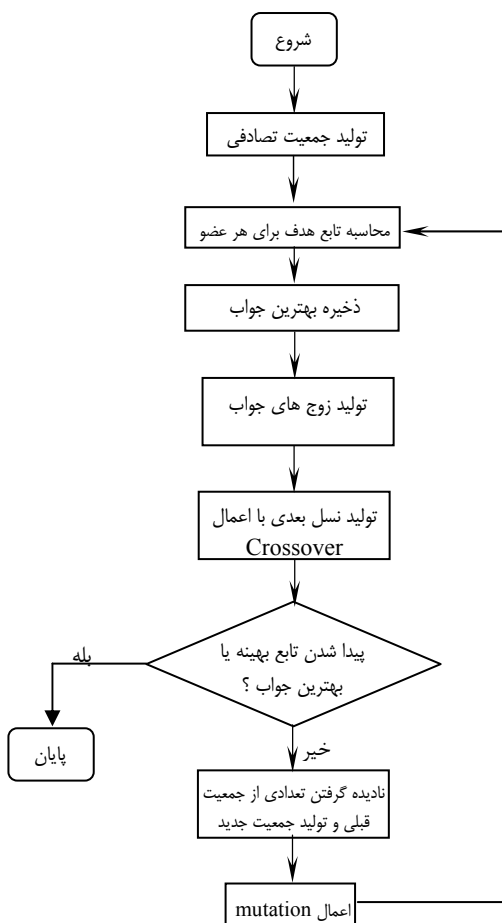 شروع
تولید جمعیت تصادفی
محاسبه تابع هدف برای هر عضو
ذخیره بهترین جواب
تولید زوج های جواب
تولید نسل بعدی با اعمال
Crossover
پیدا شدن تابع بهینه یا
بهترین جواب ؟
بله
پایان
خیر
نادیده گرفتن تعدادی از جمعیت
قبلی و تولید جمعیت جدید
اعمال mutation